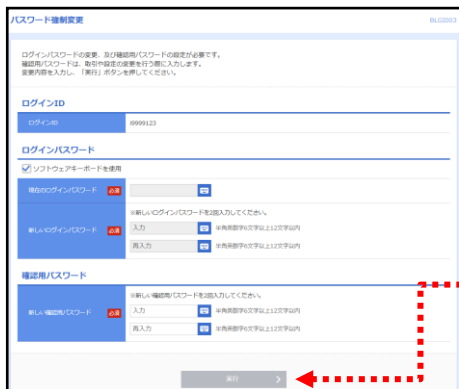 パスワード強制変更
BLGI003
ログインパスワードの変更、及び確認用パスワードの設定が必要です。
確認用パスワードは、取引や設定の変更を行う際に入力します。
変更内容を入力し、「実行」ボタンを押してください。
ログインID
ログインID i9999123
ログインパスワード
ソフトウェアキーボードを使用
現在のログインパスワード 必須
※新しいログインパスワードを2回入力してください。
新しいログインパスワード 必須
入力 半角英数字6文字以上12文字以内
再入力 半角英数字6文字以上12文字以内
確認用パスワード
※新しい確認用パスワードを2回入力してください。
新しい確認用パスワード 必須
入力 半角英数字6文字以上12文字以内
再入力 半角英数字6文字以上12文字以内
実行